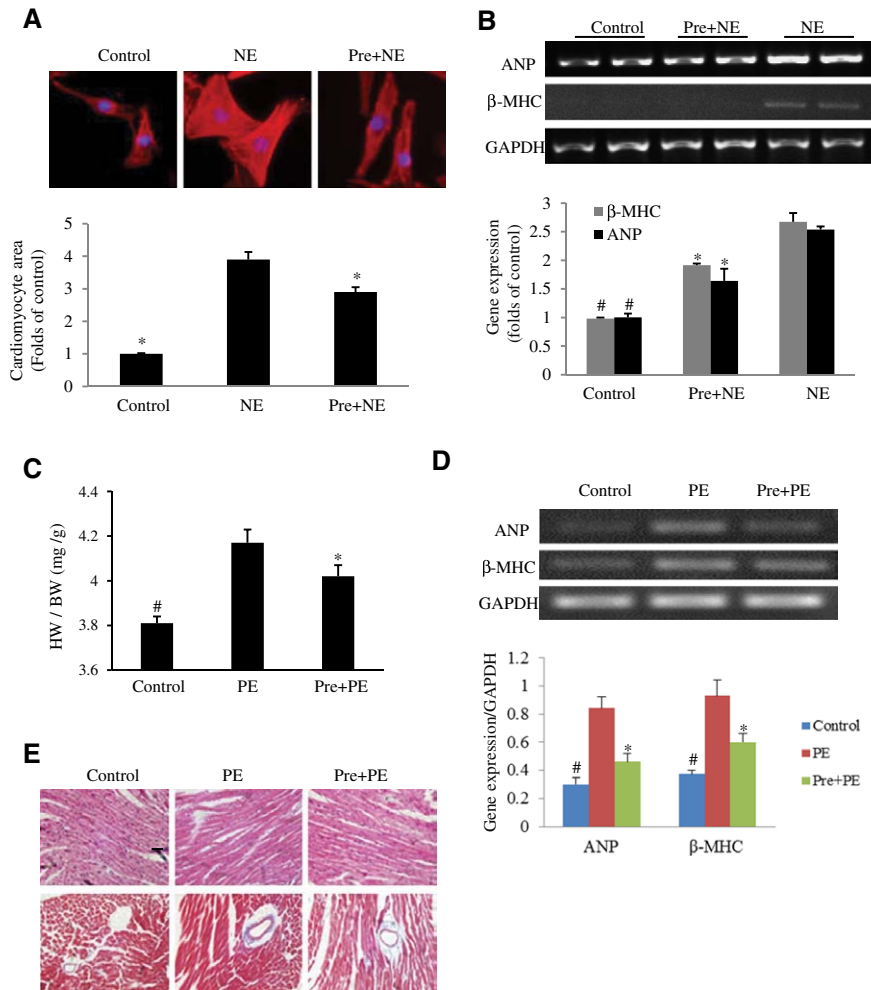 A
Control NE Pre+NE
Cardiomyocyte area
(Folds of control)
5
4
3
2
1
0
*
*
Control NE Pre+NE
B
Control Pre+NE NE
ANP
β-MHC
GAPDH
Gene expression
(folds of control)
3
2.5
2
1.5
1
0.5
0
β-MHC
ANP
# #
* *
Control Pre+NE NE
C
HW / BW (mg /g)
4.4
4.2
4
3.8
3.6
#
*
Control PE Pre+PE
D
Control PE Pre+PE
ANP
β-MHC
GAPDH
Gene expression/GAPDH
1.2
1
0.8
0.6
0.4
0.2
0
#
*
#
*
Control
PE
Pre+PE
ANP β-MHC
E
Control PE Pre+PE